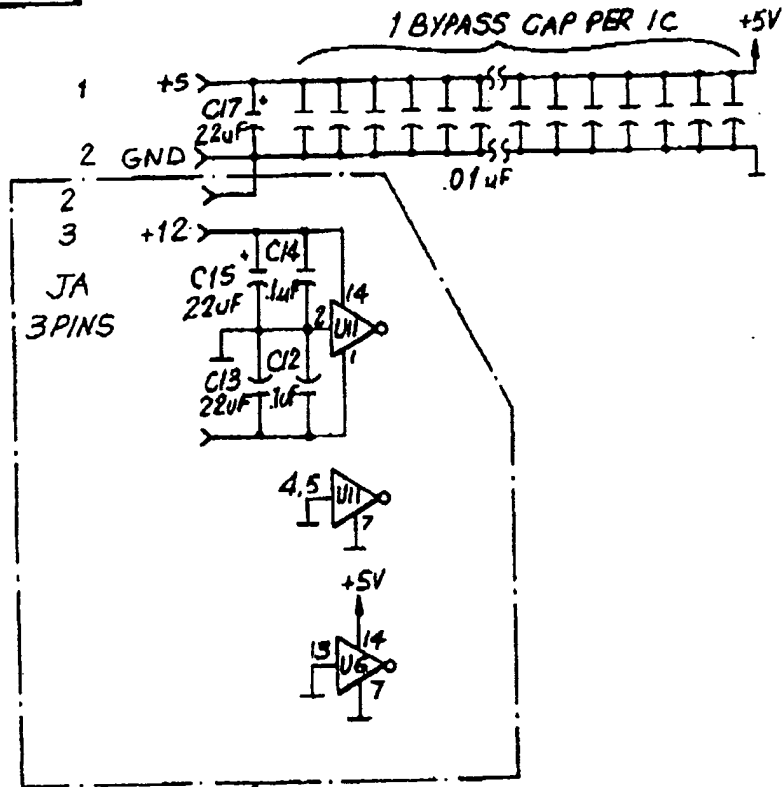 1 BYPASS CAP PER IC
+5V
1 +5
C17 +
22uF
2 GND
.01uF
2
3 +12
JA
3 PINS
C15 +
22uF
C14
.1uF
14
2 U11
1
C13
22uF
C12
.1uF
4,5 U11
7
+5V
14
13 U6
7